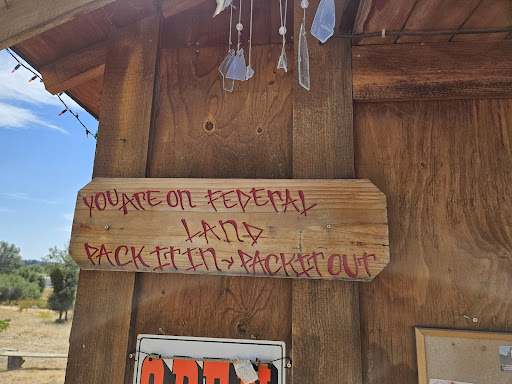 YOU ARE ON FEDERAL
LAND
PACK IT IN > PACK IT OUT